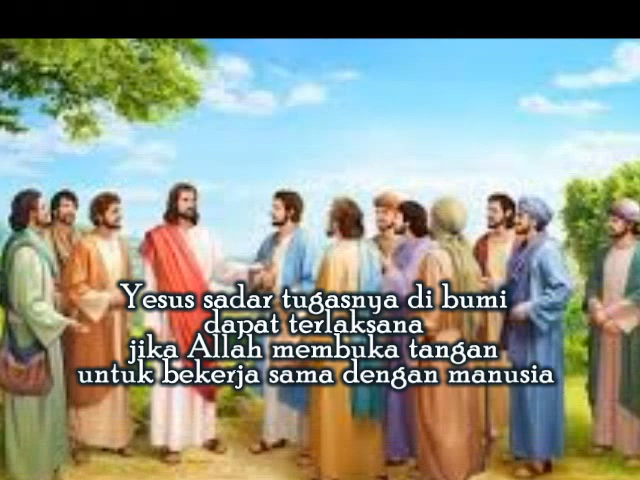 Yesus sadar tugasnya di bumi
dapat terlaksana
jika Allah membuka tangan
untuk bekerja sama dengan manusia